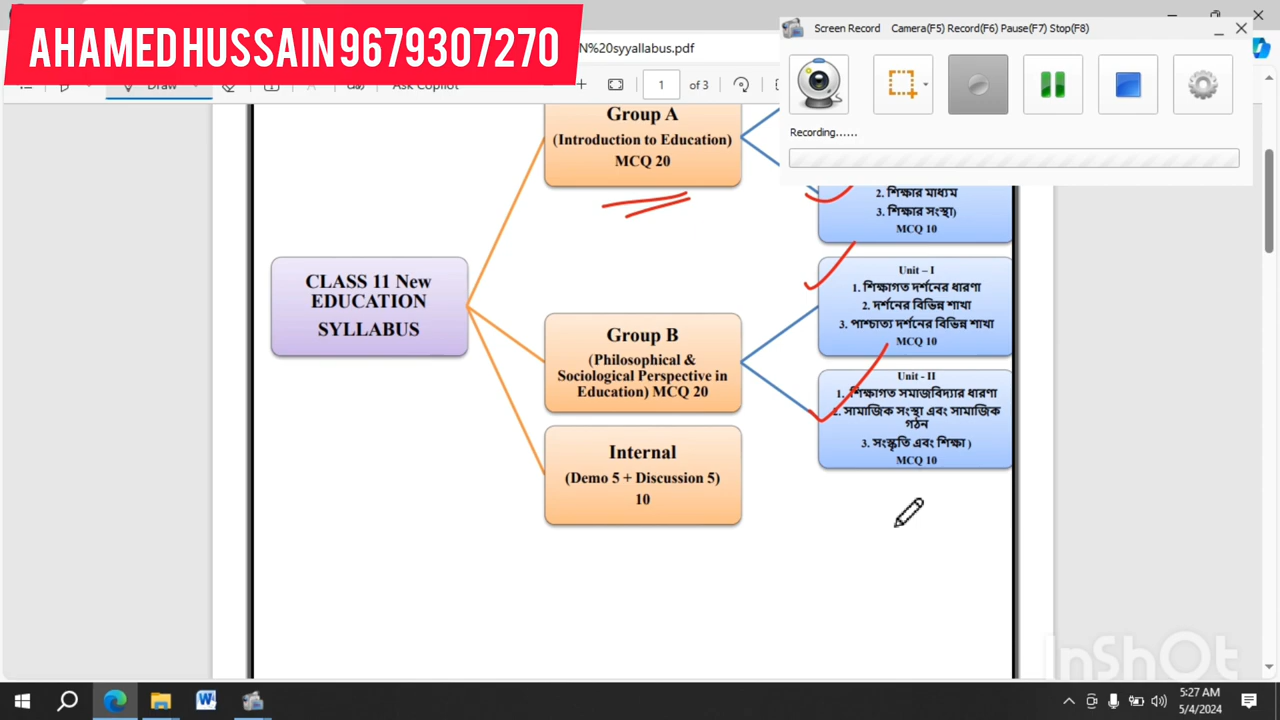 AHAMED HUSSAIN 9679307270
N%20syyallabus.pdf
Screen Record Camera(F5) Record(F6) Pause(F7) Stop(F8)
Recording......
Draw
Ask Copilot
1 of 3
Group A
(Introduction to Education)
MCQ 20
2. শিক্ষার মাধ্যম
3. শিক্ষার সংস্থা)
MCQ 10
CLASS 11 New
EDUCATION
SYLLABUS
Unit – I
1. শিক্ষাগত দর্শনের ধারণা
2. দর্শনের বিভিন্ন শাখা
3. পাশ্চাত্য দর্শনের বিভিন্ন শাখা
MCQ 10
Group B
(Philosophical &
Sociological Perspective in
Education) MCQ 20
Unit - II
1. শিক্ষাগত সমাজবিদ্যার ধারণা
2. সামাজিক সংস্থা এবং সামাজিক
গঠন
3. সংস্কৃতি এবং শিক্ষা )
MCQ 10
Internal
(Demo 5 + Discussion 5)
10
InShOt
5:27 AM
5/4/2024